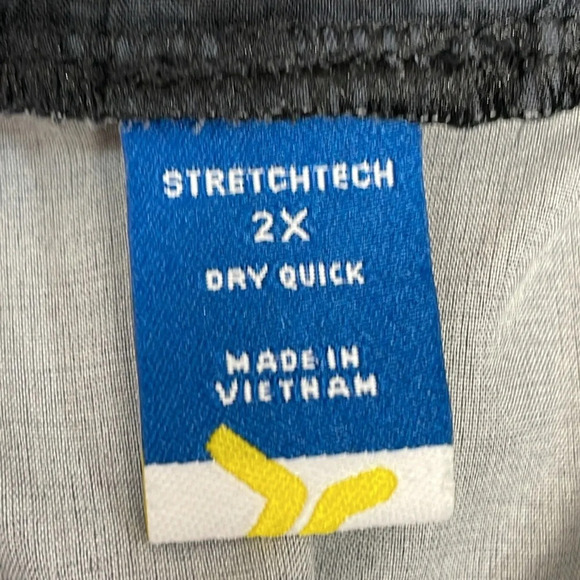 STRETCHTECH
2X
DRY QUICK
MADE IN
VIETNAM